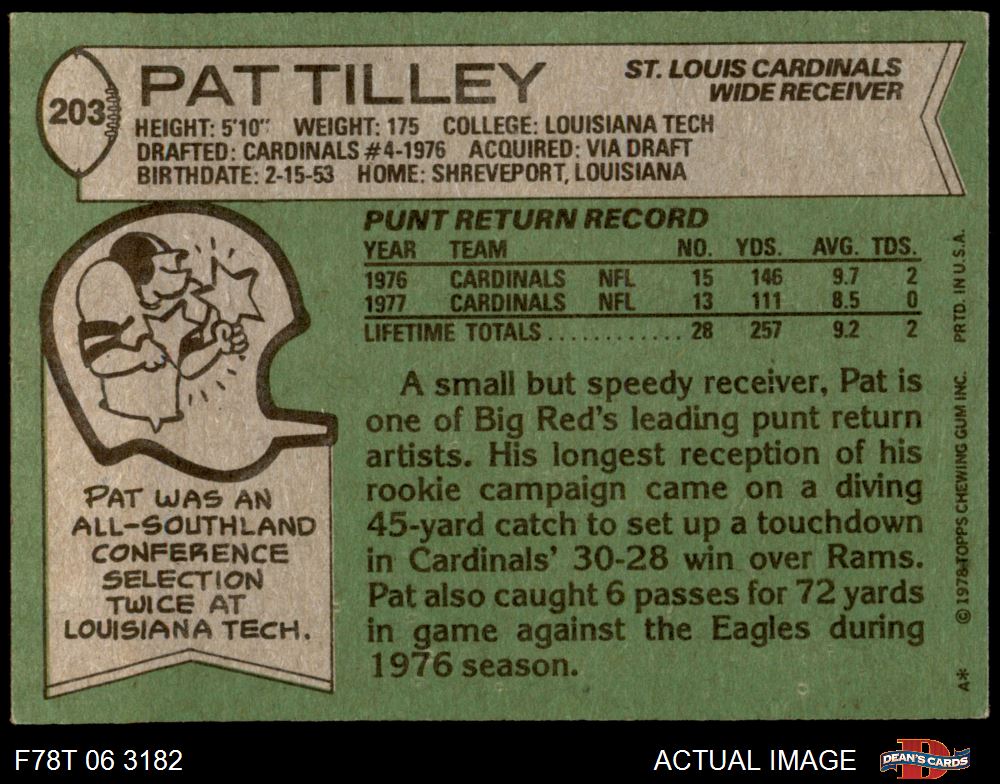 203
PAT TILLEY
ST. LOUIS CARDINALS
WIDE RECEIVER
HEIGHT: 5'10" WEIGHT: 175 COLLEGE: LOUISIANA TECH
DRAFTED: CARDINALS #4-1976 ACQUIRED: VIA DRAFT
BIRTHDATE: 2-15-53 HOME: SHREVEPORT, LOUISIANA
PUNT RETURN RECORD
YEAR TEAM NO. YDS. AVG. TDS.
1976 CARDINALS NFL 15 146 9.7 2
1977 CARDINALS NFL 13 111 8.5 0
LIFETIME TOTALS............ 28 257 9.2 2
A small but speedy receiver, Pat is
one of Big Red's leading punt return
artists. His longest reception of his
rookie campaign came on a diving
45-yard catch to set up a touchdown
in Cardinals' 30-28 win over Rams.
Pat also caught 6 passes for 72 yards
in game against the Eagles during
1976 season.
PAT WAS AN
ALL-SOUTHLAND
CONFERENCE
SELECTION
TWICE AT
LOUISIANA TECH.
A* ©1978 TOPPS CHEWING GUM INC. PRTD. IN U.S.A.
F78T 06 3182
ACTUAL IMAGE
DEAN'S CARDS